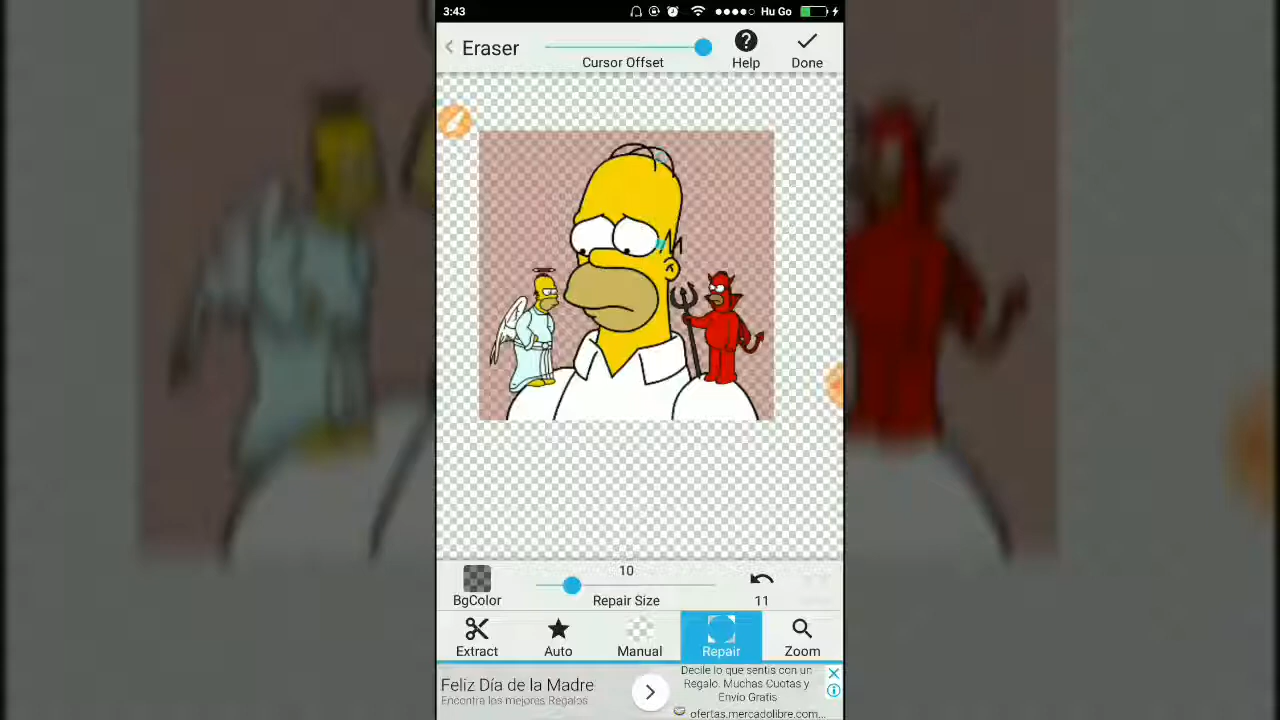 3:43
Hu Go
Eraser
Cursor Offset
Help
Done
10
BgColor
Repair Size
11
Extract
Auto
Manual
Repair
Zoom
Feliz Día de la Madre
Encontra los mejores Regalos
Decile lo que sentis con un
Regalo. Muchas Cuotas y
Envío Gratis
ofertas.mercadolibre.com...